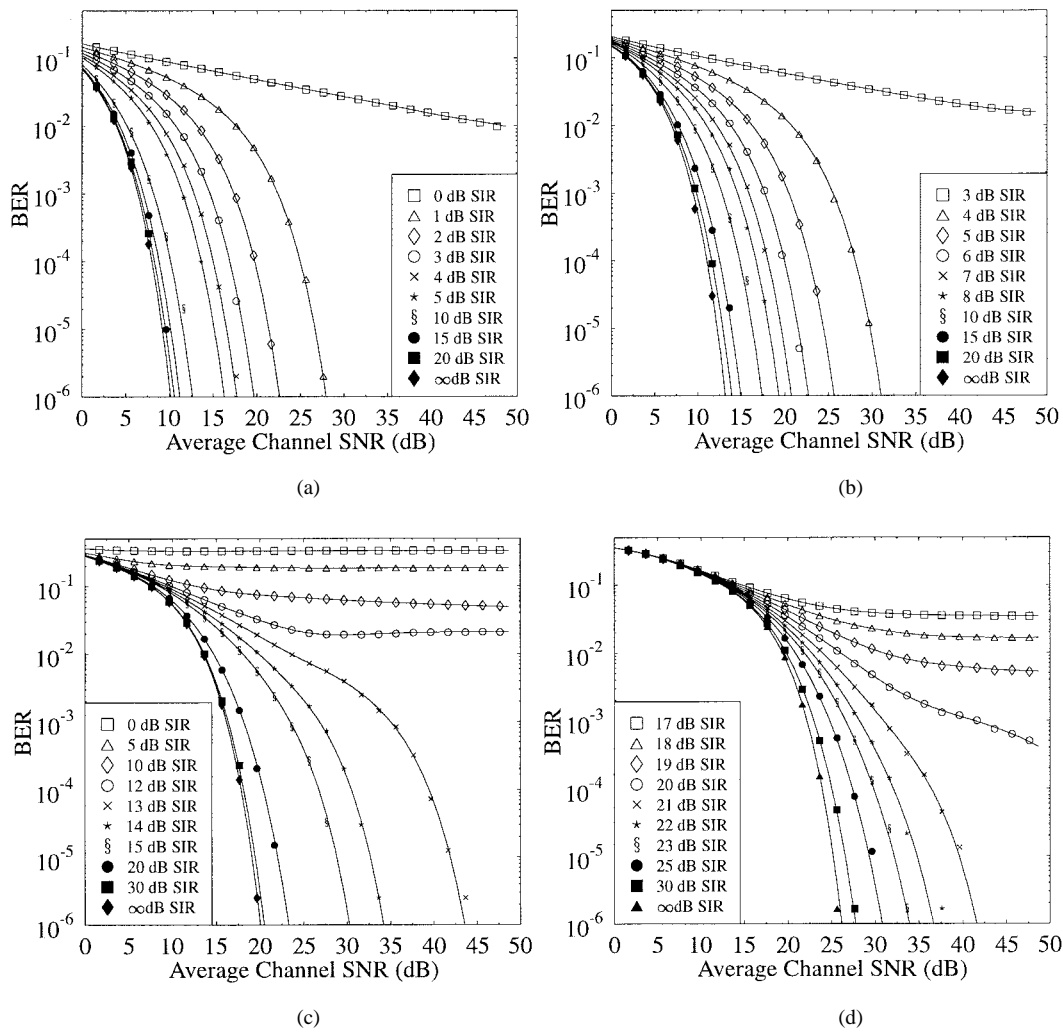 BER
10^-1
10^-2
10^-3
10^-4
10^-5
10^-6
0 dB SIR
1 dB SIR
2 dB SIR
3 dB SIR
4 dB SIR
5 dB SIR
10 dB SIR
15 dB SIR
20 dB SIR
∞dB SIR
0 5 10 15 20 25 30 35 40 45 50
Average Channel SNR (dB)
(a)
BER
10^-1
10^-2
10^-3
10^-4
10^-5
10^-6
3 dB SIR
4 dB SIR
5 dB SIR
6 dB SIR
7 dB SIR
8 dB SIR
10 dB SIR
15 dB SIR
20 dB SIR
∞dB SIR
0 5 10 15 20 25 30 35 40 45 50
Average Channel SNR (dB)
(b)
BER
10^-1
10^-2
10^-3
10^-4
10^-5
10^-6
0 dB SIR
5 dB SIR
10 dB SIR
12 dB SIR
13 dB SIR
14 dB SIR
15 dB SIR
20 dB SIR
30 dB SIR
∞dB SIR
0 5 10 15 20 25 30 35 40 45 50
Average Channel SNR (dB)
(c)
BER
10^-1
10^-2
10^-3
10^-4
10^-5
10^-6
17 dB SIR
18 dB SIR
19 dB SIR
20 dB SIR
21 dB SIR
22 dB SIR
23 dB SIR
25 dB SIR
30 dB SIR
∞dB SIR
0 5 10 15 20 25 30 35 40 45 50
Average Channel SNR (dB)
(d)